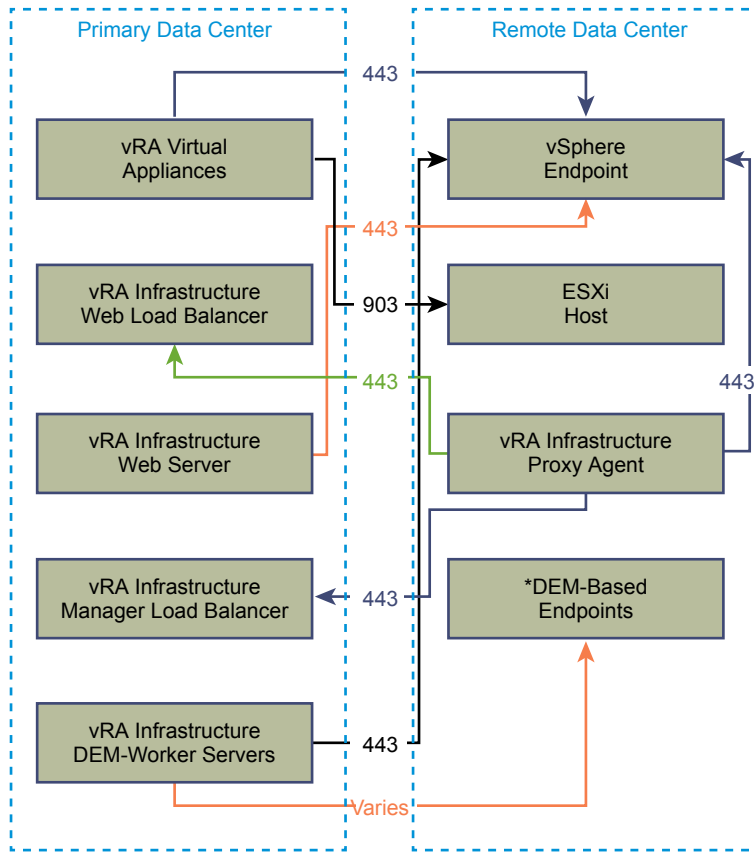 Primary Data Center
Remote Data Center
443
vRA Virtual
Appliances
vSphere
Endpoint
443
vRA Infrastructure
Web Load Balancer
903
ESXi
Host
443
443
vRA Infrastructure
Web Server
vRA Infrastructure
Proxy Agent
vRA Infrastructure
Manager Load Balancer
443
*DEM-Based
Endpoints
vRA Infrastructure
DEM-Worker Servers
443
Varies